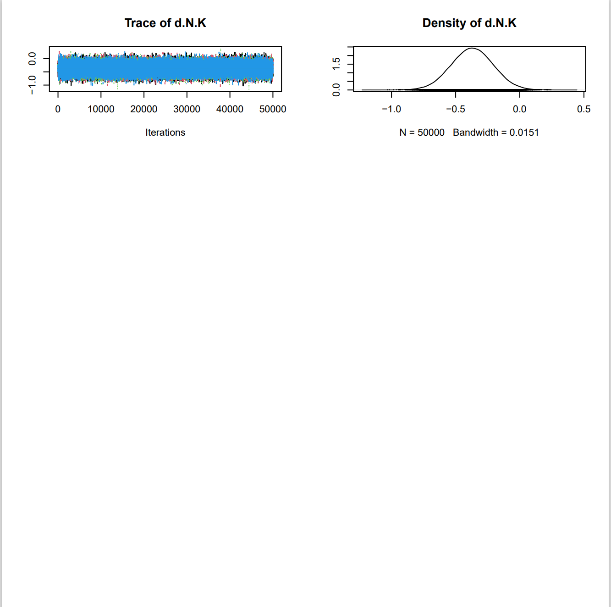 Trace of d.N.K
0.0
−1.0
0 10000 20000 30000 40000 50000
Iterations
Density of d.N.K
1.5
0.0
−1.0 −0.5 0.0 0.5
N = 50000 Bandwidth = 0.0151